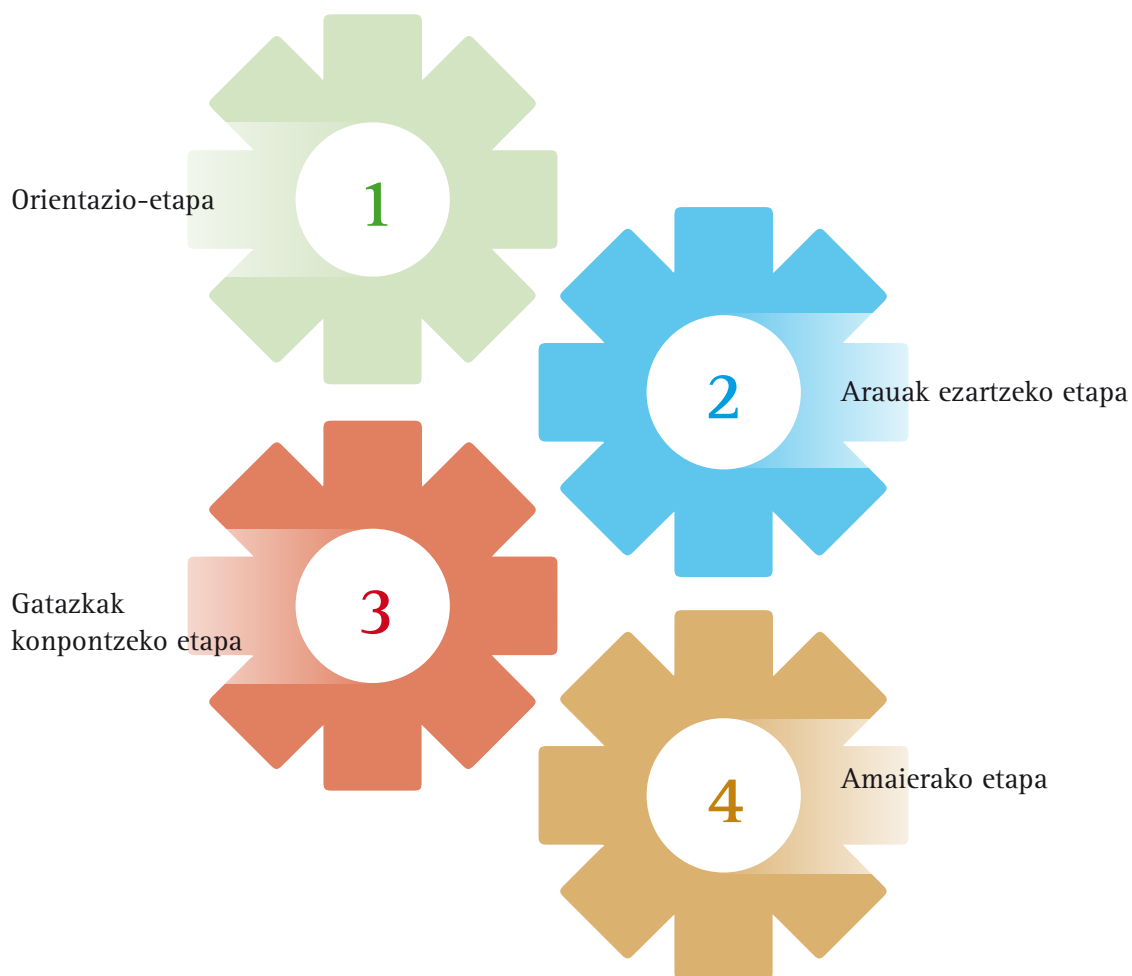 1
Orientazio-etapa
2
Arauak ezartzeko etapa
3
Gatazkak
konpontzeko etapa
4
Amaierako etapa